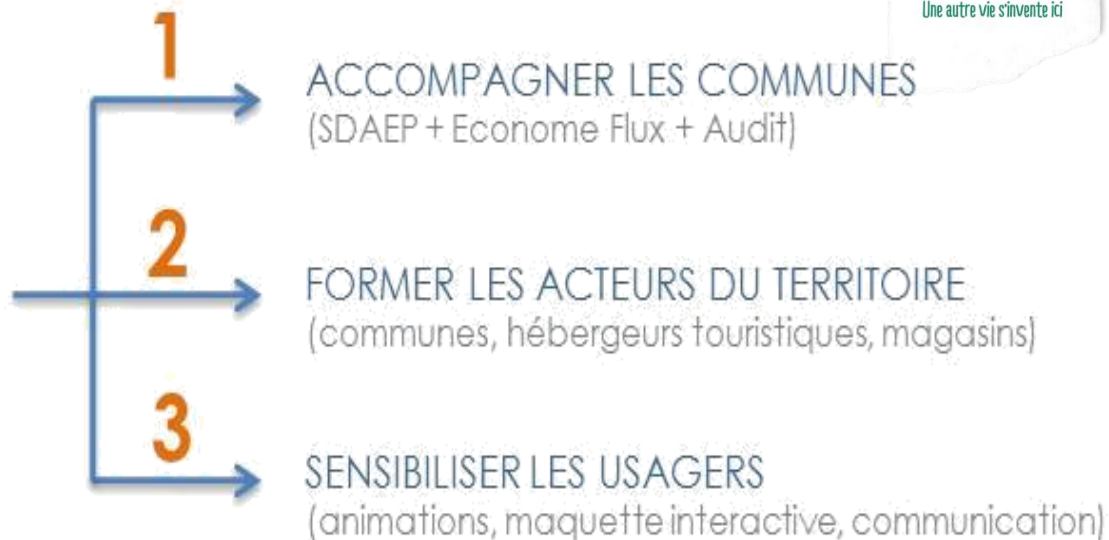 Une autre vie s'invente ici
1
ACCOMPAGNER LES COMMUNES
(SDAEP + Econome Flux + Audit)
2
FORMER LES ACTEURS DU TERRITOIRE
(communes, hébergeurs touristiques, magasins)
3
SENSIBILISER LES USAGERS
(animations, maquette interactive, communication)